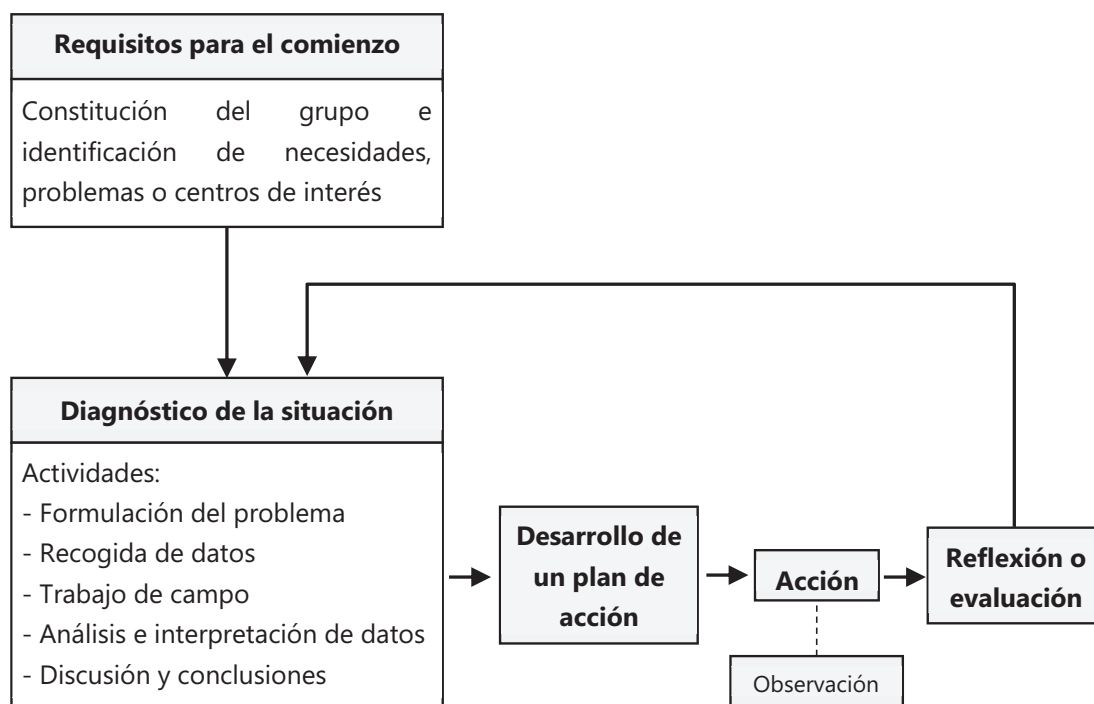 Requisitos para el comienzo
Constitución del grupo e
identificación de necesidades,
problemas o centros de interés
Diagnóstico de la situación
Actividades:
- Formulación del problema
- Recogida de datos
- Trabajo de campo
- Análisis e interpretación de datos
- Discusión y conclusiones
Desarrollo de
un plan de
acción
Acción
Observación
Reflexión o
evaluación